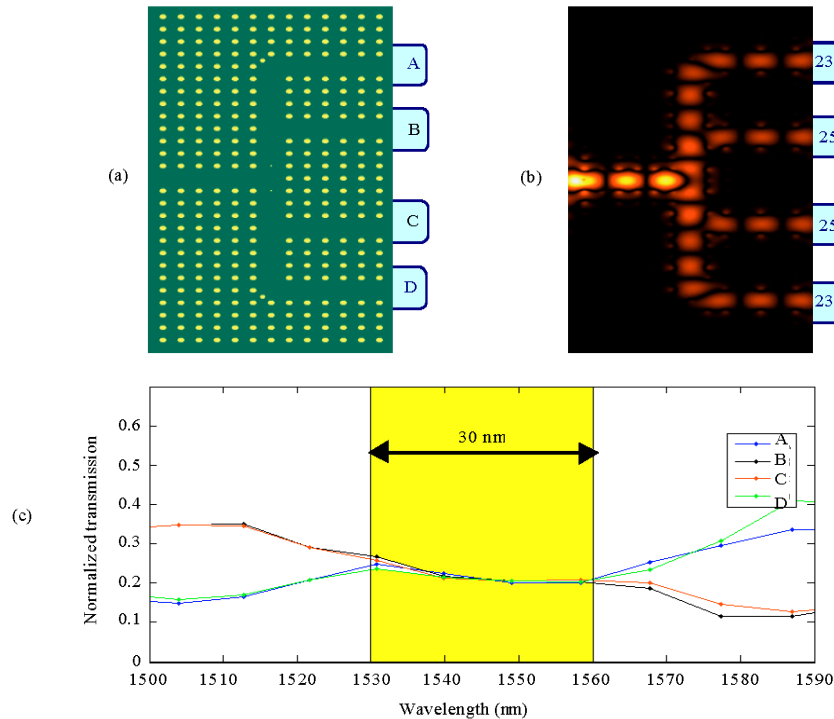 A
B
(a)
C
D
23
25
(b)
25
23
(c)
Normalized transmission
0.6
0.5
0.4
0.3
0.2
0.1
0
30 nm
A
B
C
D
1500 1510 1520 1530 1540 1550 1560 1570 1580 1590
Wavelength (nm)